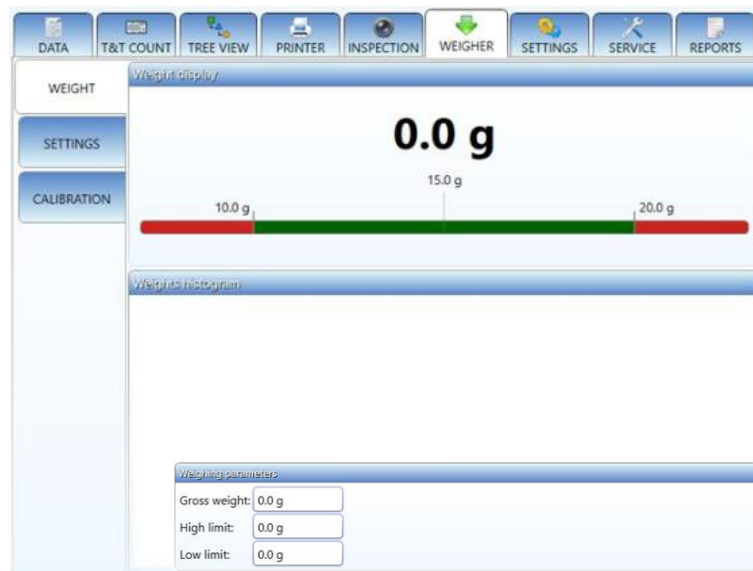 DATA
T&T COUNT
TREE VIEW
PRINTER
INSPECTION
WEIGHER
SETTINGS
SERVICE
REPORTS
WEIGHT
SETTINGS
CALIBRATION
Weight display
0.0 g
15.0 g
10.0 g
20.0 g
Weights histogram
Weighing parameters
Gross weight: 0.0 g
High limit: 0.0 g
Low limit: 0.0 g